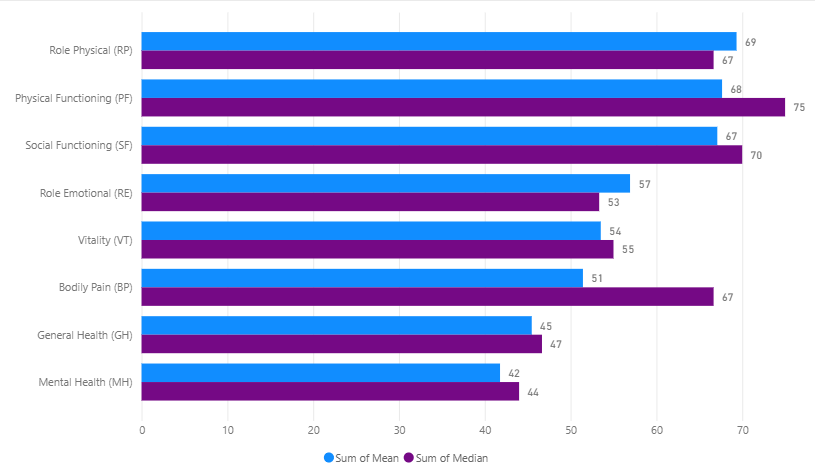 Role Physical (RP)
69
67
Physical Functioning (PF)
68
75
Social Functioning (SF)
67
70
Role Emotional (RE)
57
53
Vitality (VT)
54
55
Bodily Pain (BP)
51
67
General Health (GH)
45
47
Mental Health (MH)
42
44
0 10 20 30 40 50 60 70
Sum of Mean Sum of Median